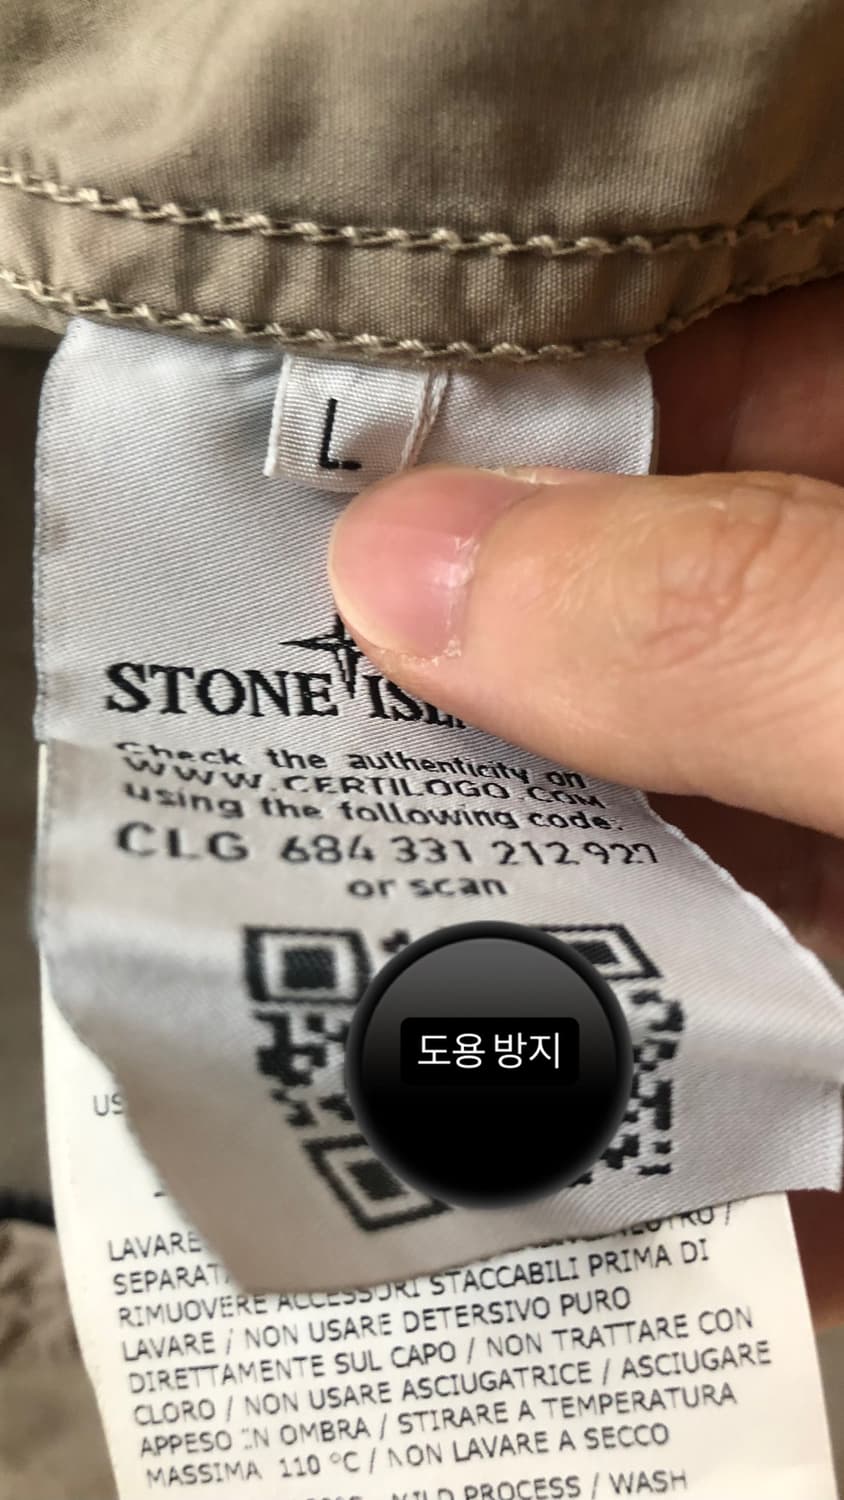 L
STONE
Check the authenticity on
WWW.CERTILOGO.COM
using the following code:
CLG 684 331 212 927
or scan
도용 방지
LAVARE
RIMUOVERE ACCESSORI STACCABILI PRIMA DI
LAVARE / NON USARE DETERSIVO PURO
DIRETTAMENTE SUL CAPO / NON TRATTARE CON
CLORO / NON USARE ASCIUGATRICE / ASCIUGARE
APPESO IN OMBRA / STIRARE A TEMPERATURA
MASSIMA 110 °C / NON LAVARE A SECCO
MILD PROCESS / WASH